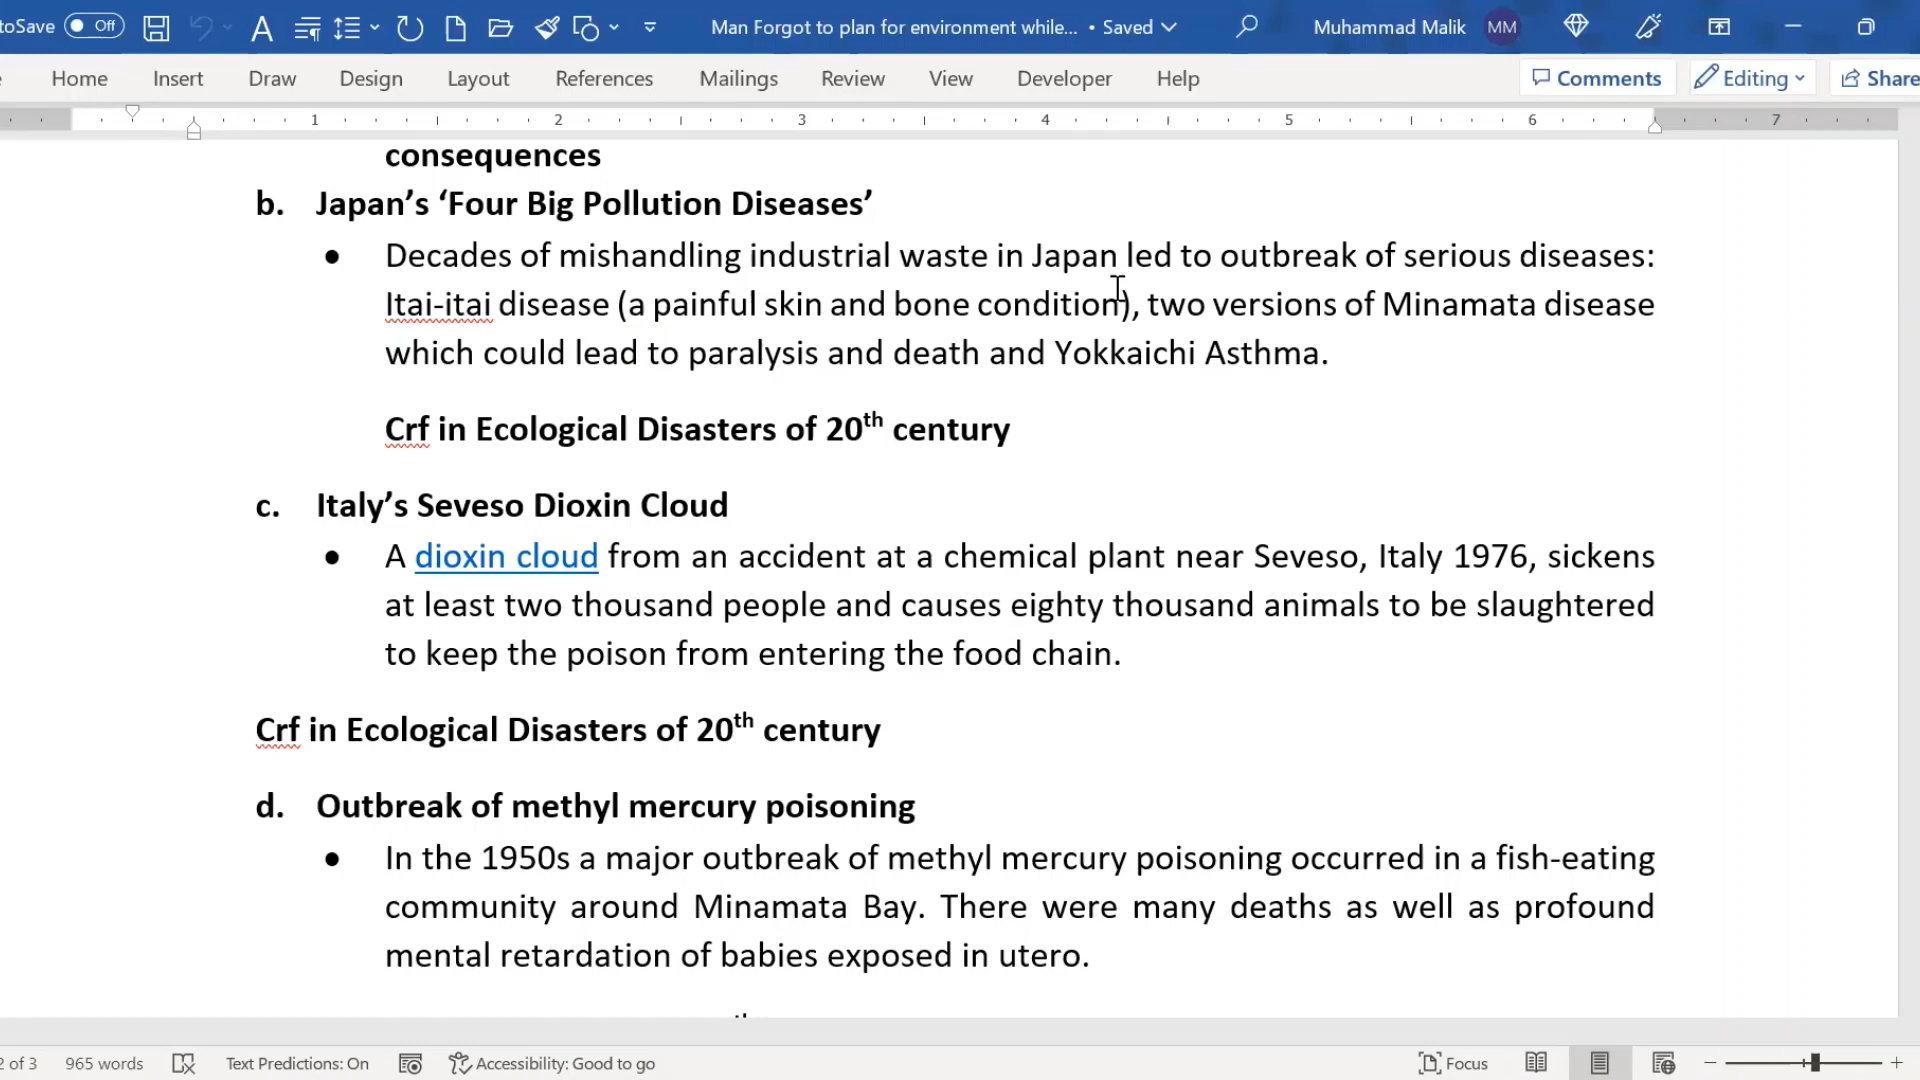 toSave Off Man Forgot to plan for environment while... • Saved Muhammad Malik MM
Home Insert Draw Design Layout References Mailings Review View Developer Help Comments Editing Share
1 2 3 4 5 6 7
consequences
b. Japan’s ‘Four Big Pollution Diseases’
● Decades of mishandling industrial waste in Japan led to outbreak of serious diseases:
Itai-itai disease (a painful skin and bone condition), two versions of Minamata disease
which could lead to paralysis and death and Yokkaichi Asthma.
Crf in Ecological Disasters of 20th century
c. Italy’s Seveso Dioxin Cloud
● A dioxin cloud from an accident at a chemical plant near Seveso, Italy 1976, sickens
at least two thousand people and causes eighty thousand animals to be slaughtered
to keep the poison from entering the food chain.
Crf in Ecological Disasters of 20th century
d. Outbreak of methyl mercury poisoning
● In the 1950s a major outbreak of methyl mercury poisoning occurred in a fish-eating
community around Minamata Bay. There were many deaths as well as profound
mental retardation of babies exposed in utero.
2 of 3 965 words Text Predictions: On Accessibility: Good to go Focus